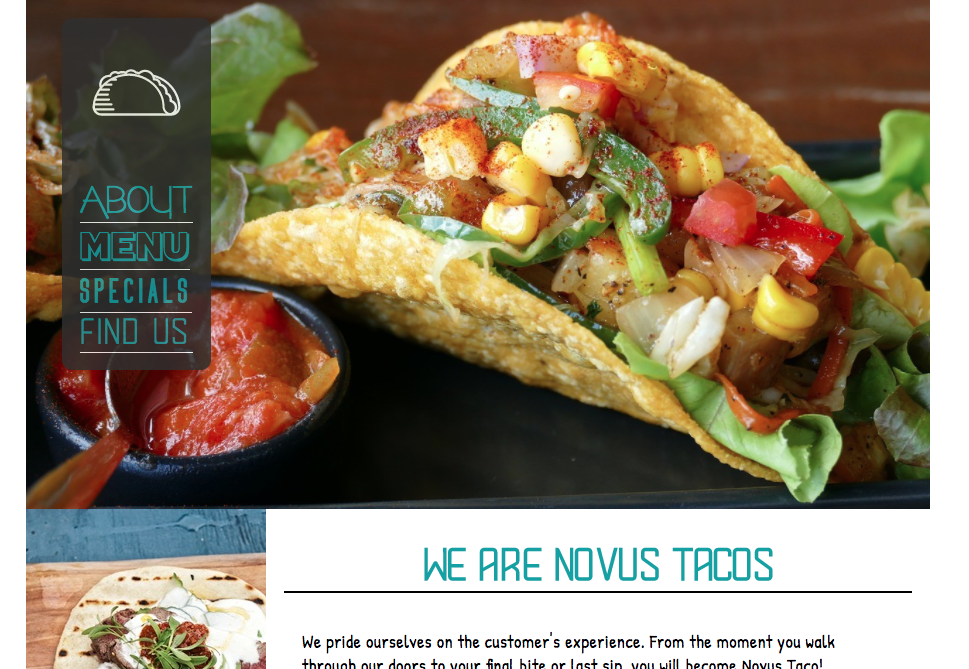 ABOUT
MENU
SPECIALS
FIND US
WE ARE NOVUS TACOS
We pride ourselves on the customer's experience. From the moment you walk
through our doors to your final bite or last sip, you will become Novus Taco!